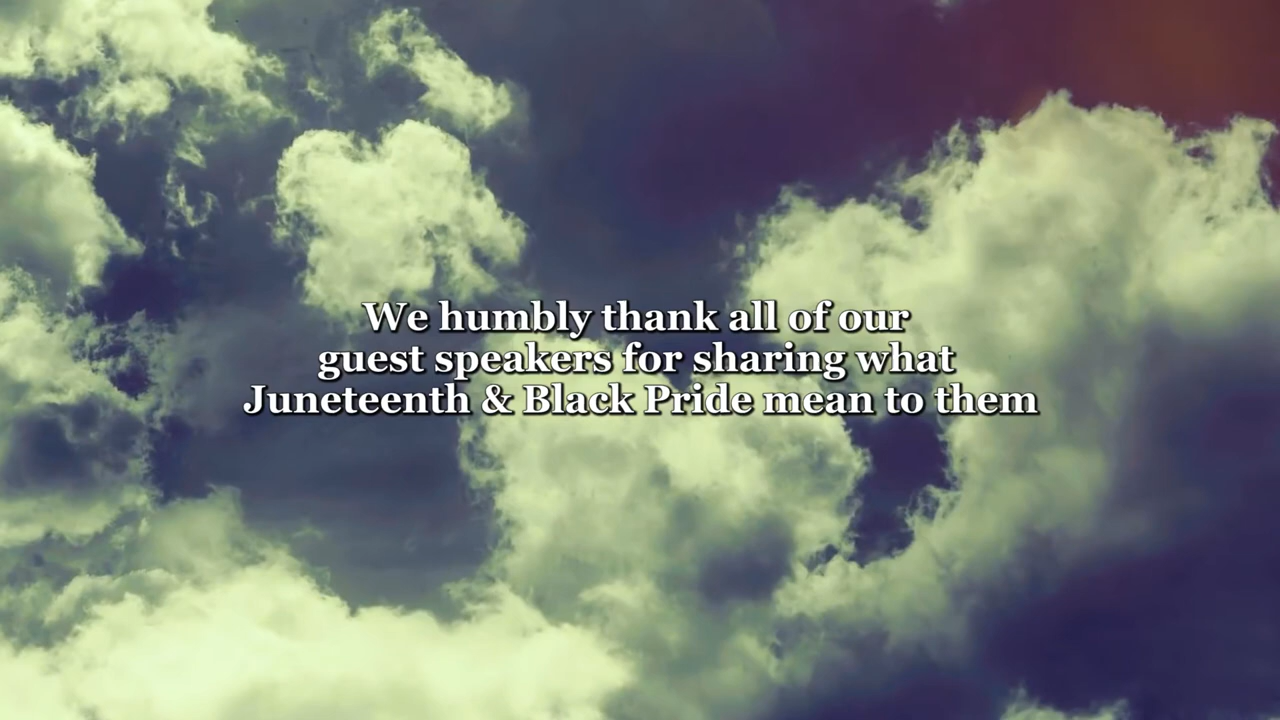 We humbly thank all of our
guest speakers for sharing what
Juneteenth & Black Pride mean to them